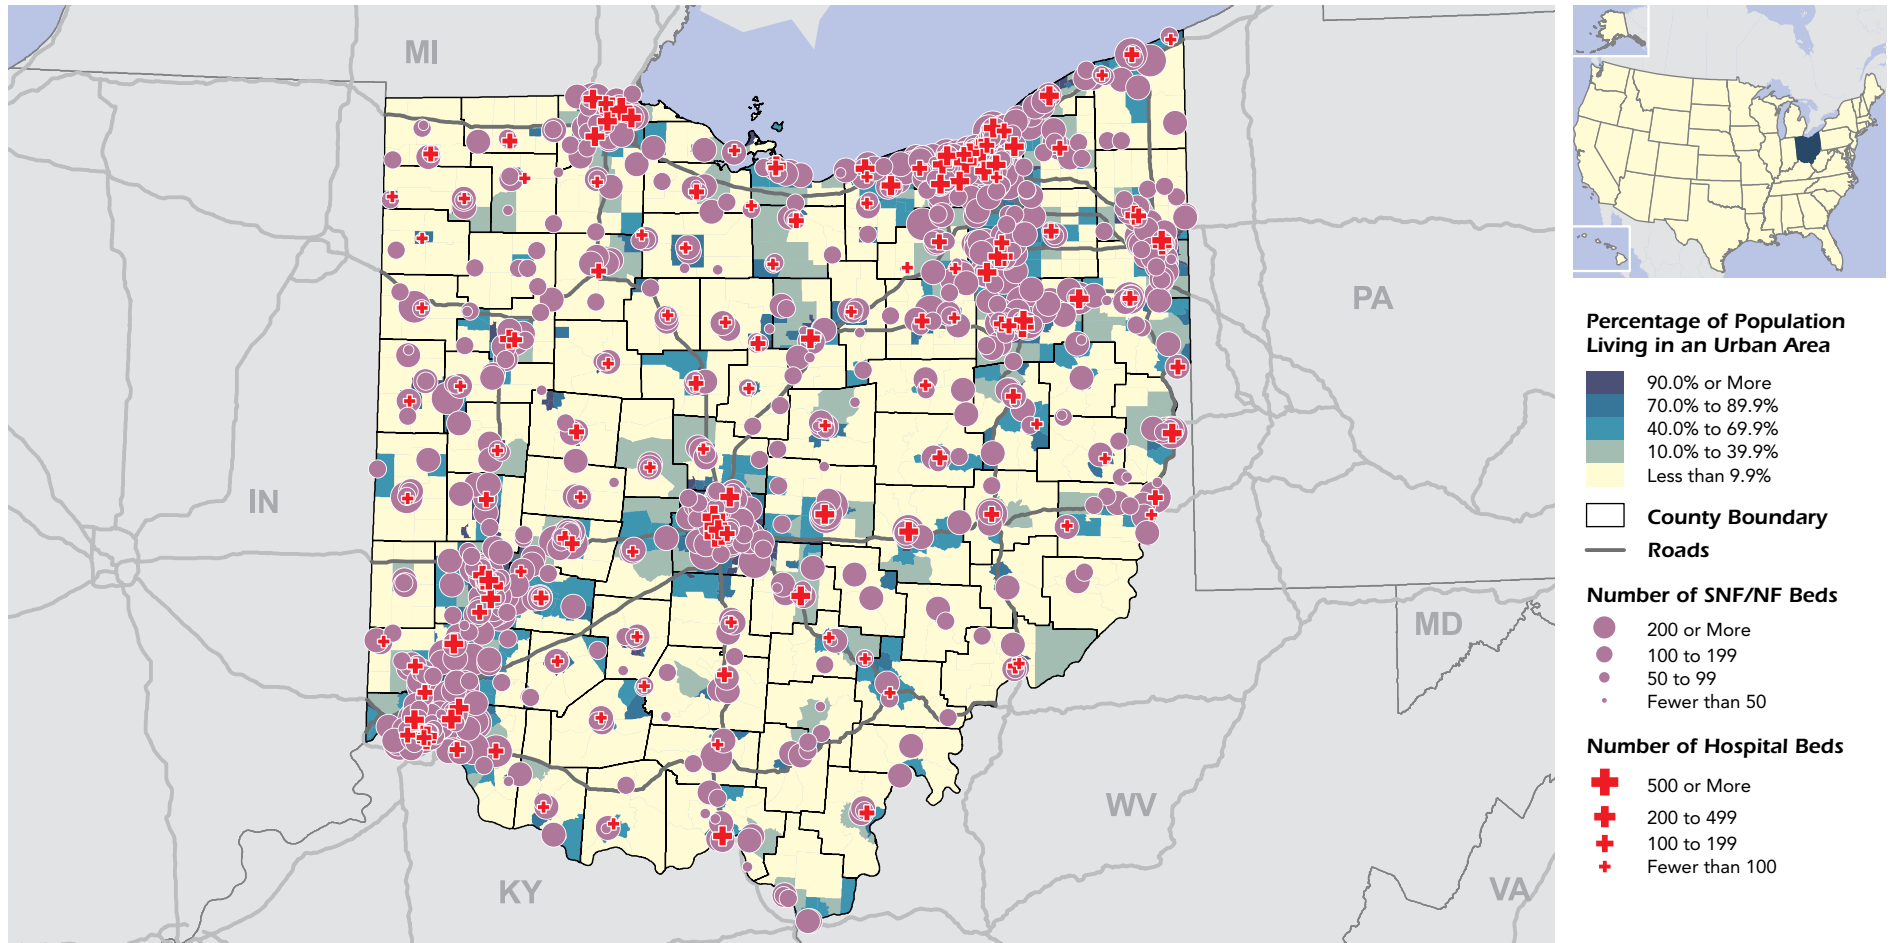 MI
PA
IN
MD
WV
KY
VA
Percentage of Population
Living in an Urban Area
90.0% or More
70.0% to 89.9%
40.0% to 69.9%
10.0% to 39.9%
Less than 9.9%
County Boundary
Roads
Number of SNF/NF Beds
200 or More
100 to 199
50 to 99
Fewer than 50
Number of Hospital Beds
500 or More
200 to 499
100 to 199
Fewer than 100